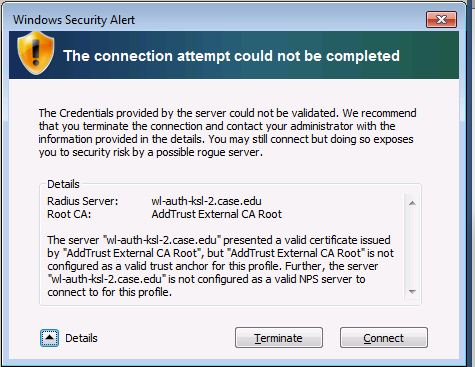 Windows Security Alert
The connection attempt could not be completed
The Credentials provided by the server could not be validated. We recommend
that you terminate the connection and contact your administrator with the
information provided in the details. You may still connect but doing so exposes
you to security risk by a possible rogue server.
Details
Radius Server: wl-auth-ksl-2.case.edu
Root CA: AddTrust External CA Root
The server "wl-auth-ksl-2.case.edu" presented a valid certificate issued
by "AddTrust External CA Root", but "AddTrust External CA Root" is not
configured as a valid trust anchor for this profile. Further, the server
"wl-auth-ksl-2.case.edu" is not configured as a valid NPS server to
connect to for this profile.
Details Terminate Connect